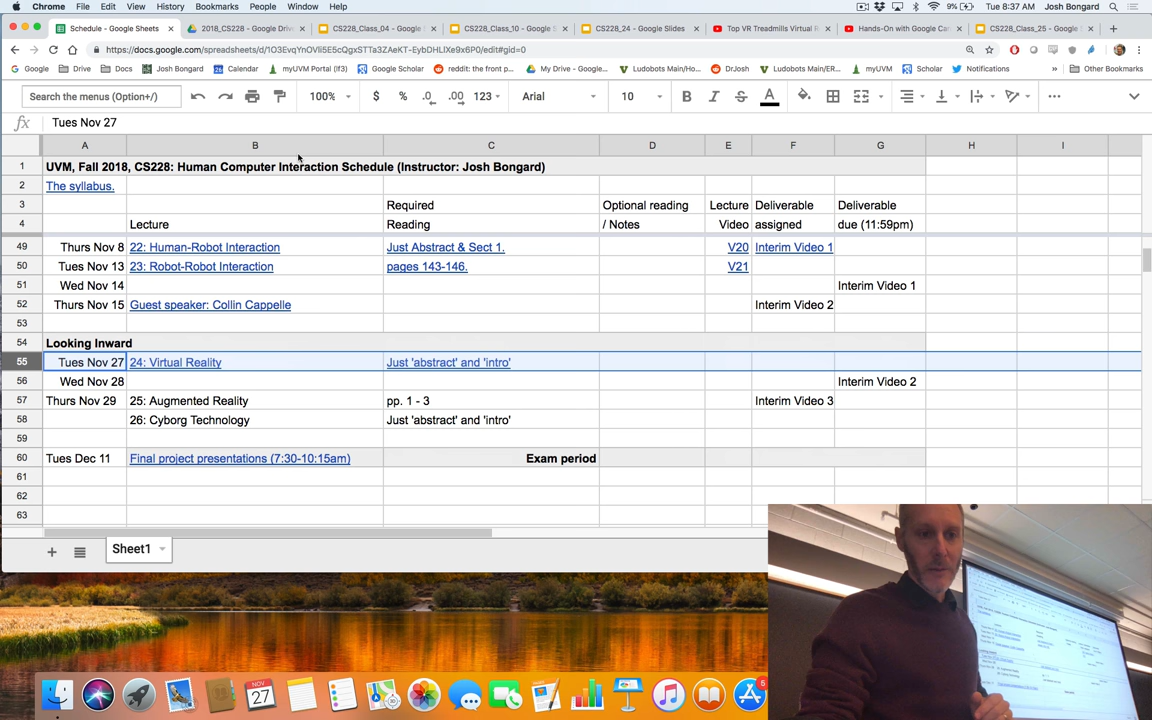 Chrome File Edit View History Bookmarks People Window Help 9% Tue 8:37 AM Josh Bongard
Schedule - Google Sheets 2018_CS228 - Google Driv CS228_Class_04 - Google CS228_Class_10 - Google S CS228_24 - Google Slides Top VR Treadmills Virtual R Hands-On with Google Car CS228_Class_25 - Google
https://docs.google.com/spreadsheets/d/1O3EvqYnOVli5E5cQgxSTTa3ZAeKT-EybDHLIXe9x6P0/edit#gid=0
Google Drive Docs Josh Bongard Calendar myUVM Portal (lf3) Google Scholar reddit: the front p... My Drive - Google... Ludobots Main/Ho... DrJosh Ludobots Main/ER... myUVM Scholar Notifications » Other Bookmarks
Search the menus (Option+/) 100% $ % .0 .00 123 Arial 10 B I S A
fx Tues Nov 27
A B C D E F G H I
1 UVM, Fall 2018, CS228: Human Computer Interaction Schedule (Instructor: Josh Bongard)
2 The syllabus.
3 Required Optional reading Lecture Deliverable Deliverable
4 Lecture Reading / Notes Video assigned due (11:59pm)
49 Thurs Nov 8 22: Human-Robot Interaction Just Abstract & Sect 1. V20 Interim Video 1
50 Tues Nov 13 23: Robot-Robot Interaction pages 143-146. V21
51 Wed Nov 14 Interim Video 1
52 Thurs Nov 15 Guest speaker: Collin Cappelle Interim Video 2
53
54 Looking Inward
55 Tues Nov 27 24: Virtual Reality Just 'abstract' and 'intro'
56 Wed Nov 28 Interim Video 2
57 Thurs Nov 29 25: Augmented Reality pp. 1 - 3 Interim Video 3
58 26: Cyborg Technology Just 'abstract' and 'intro'
59
60 Tues Dec 11 Final project presentations (7:30-10:15am) Exam period
61
62
63
+ Sheet1
NOV 27 5